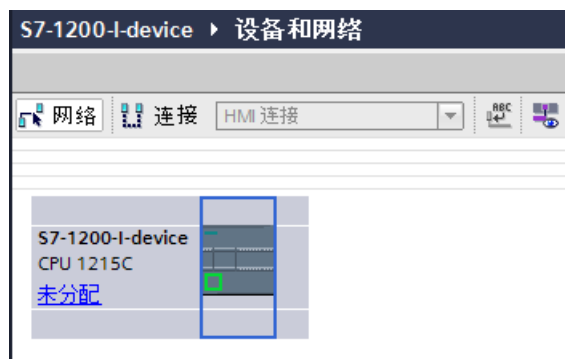 S7-1200-I-device ▸ 设备和网络
网络 连接 HMI 连接 ABC
S7-1200-I-device
CPU 1215C
未分配